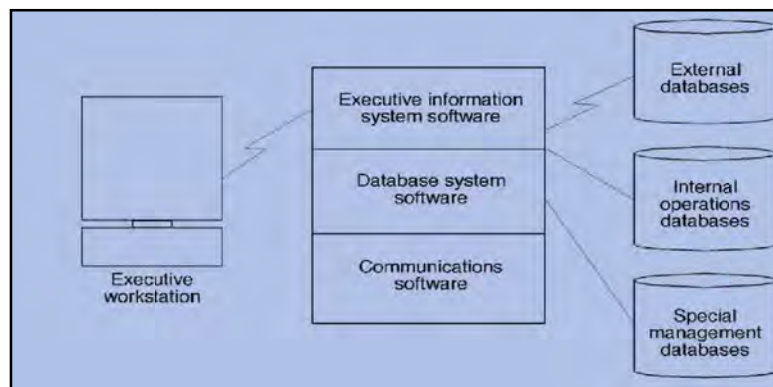 Executive
workstation
Executive information
system software
Database system
software
Communications
software
External
databases
Internal
operations
databases
Special
management
databases